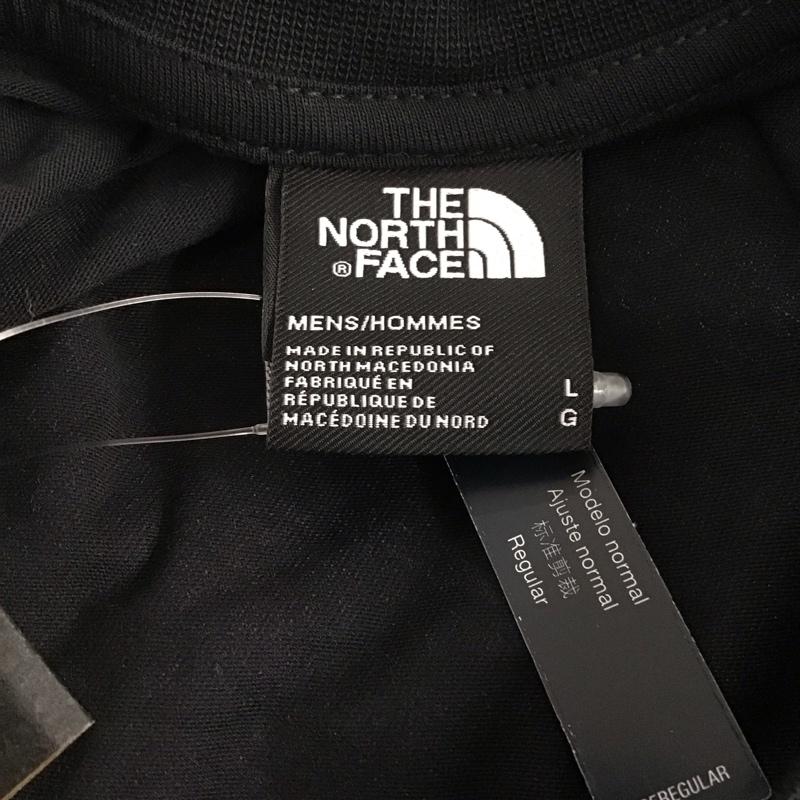 THE
NORTH
® FACE
MENS/HOMMES
MADE IN REPUBLIC OF
NORTH MACEDONIA
FABRIQUÉ EN
RÉPUBLIQUE DE
MACÉDOINE DU NORD
L
G
Modelo normal
Ajuste normal
标准剪裁
Regular